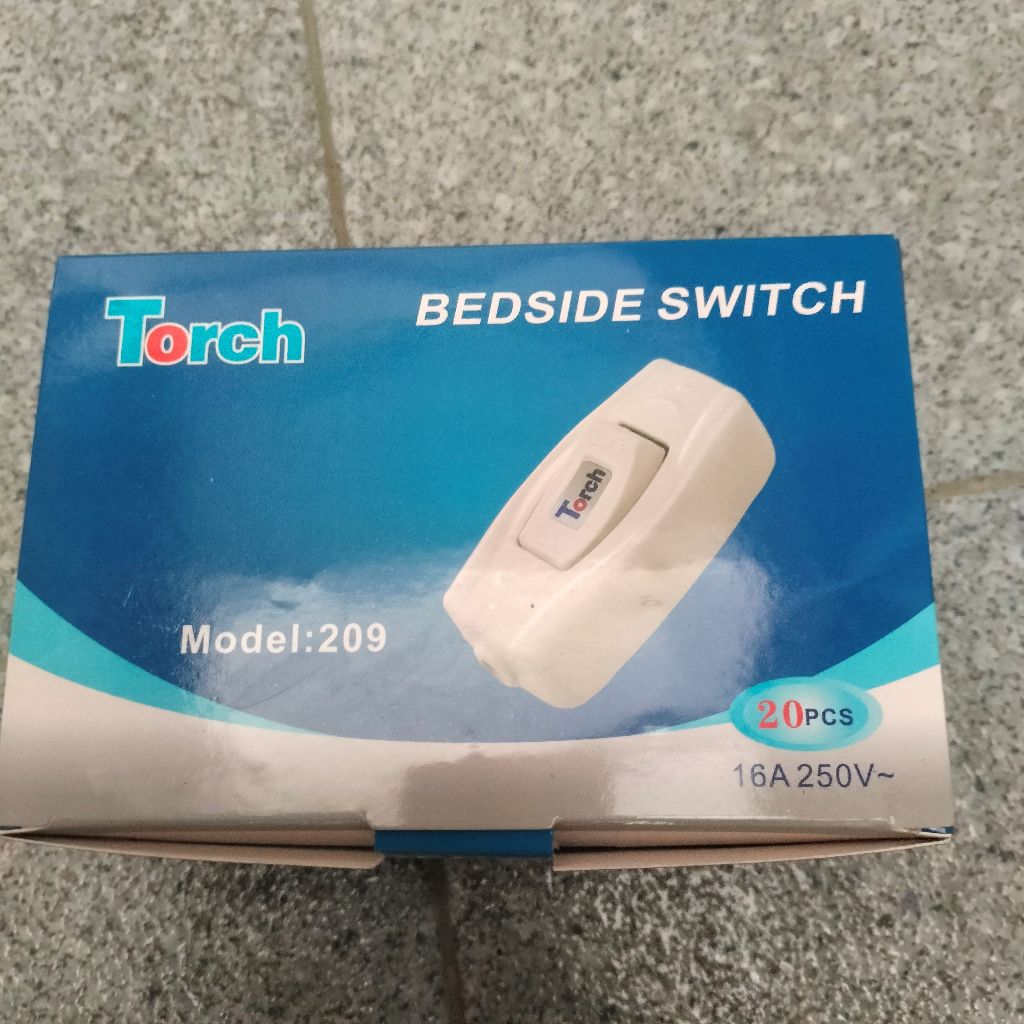 Torch
BEDSIDE SWITCH
Torch
Model:209
20PCS
16A 250V~